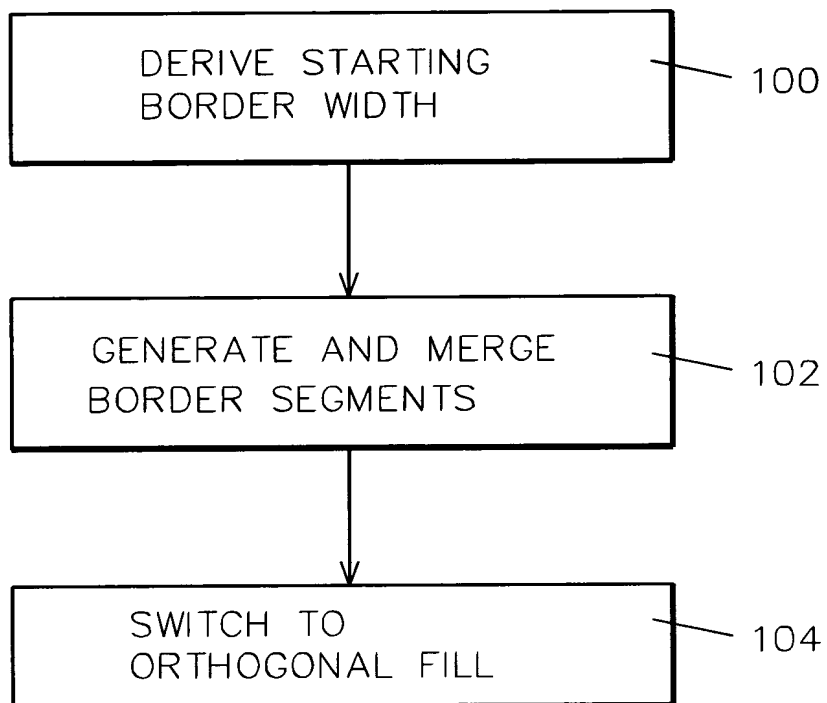 DERIVE STARTING
BORDER WIDTH
100
GENERATE AND MERGE
BORDER SEGMENTS
102
SWITCH TO
ORTHOGONAL FILL
104